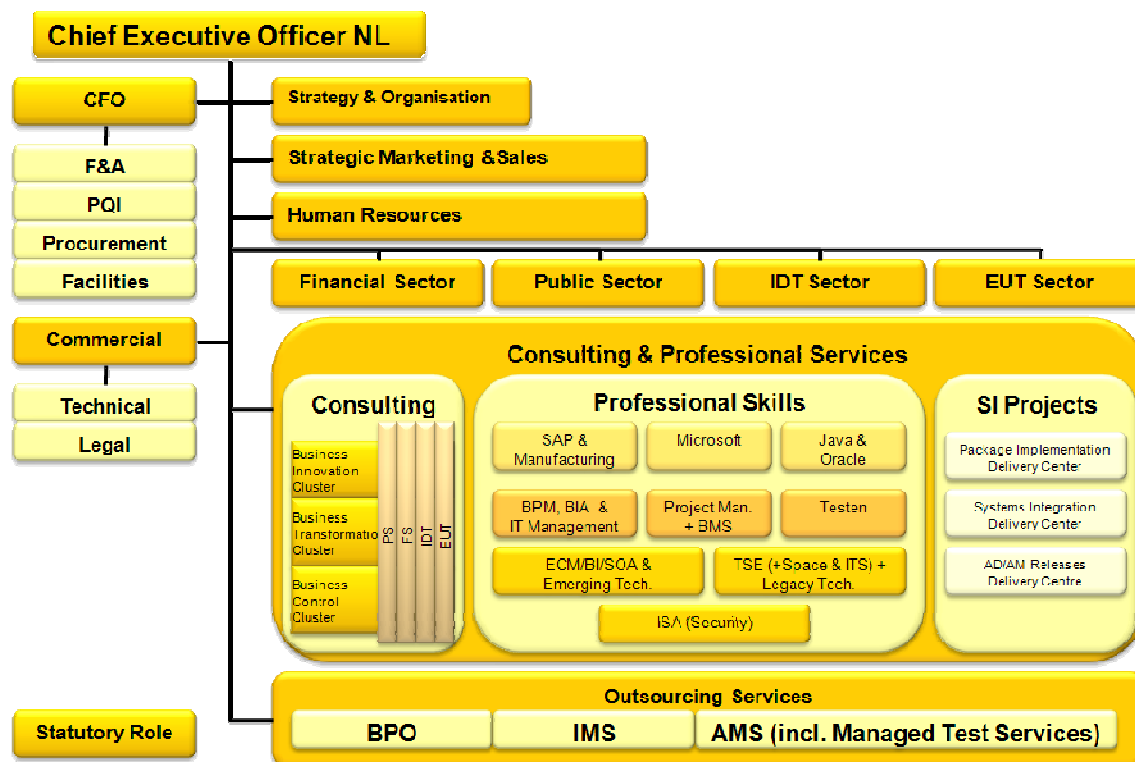 Chief Executive Officer NL
CFO
F&A
PQI
Procurement
Facilities
Commercial
Technical
Legal
Strategy & Organisation
Strategic Marketing &Sales
Human Resources
Financial Sector
Public Sector
IDT Sector
EUT Sector
Consulting & Professional Services
Consulting
Business
Innovation
Cluster
Business
Transformatio
Cluster
Business
Control
Cluster
PS
FS
IDT
EUT
Professional Skills
SAP &
Manufacturing
Microsoft
Java &
Oracle
BPM, BIA &
IT Management
Project Man.
+ BMS
Testen
ECM/BI/SOA &
Emerging Tech.
TSE (+Space & ITS) +
Legacy Tech.
ISA (Security)
SI Projects
Package Implementation
Delivery Center
Systems Integration
Delivery Center
AD/AM Releases
Delivery Centre
Outsourcing Services
BPO
IMS
AMS (incl. Managed Test Services)
Statutory Role